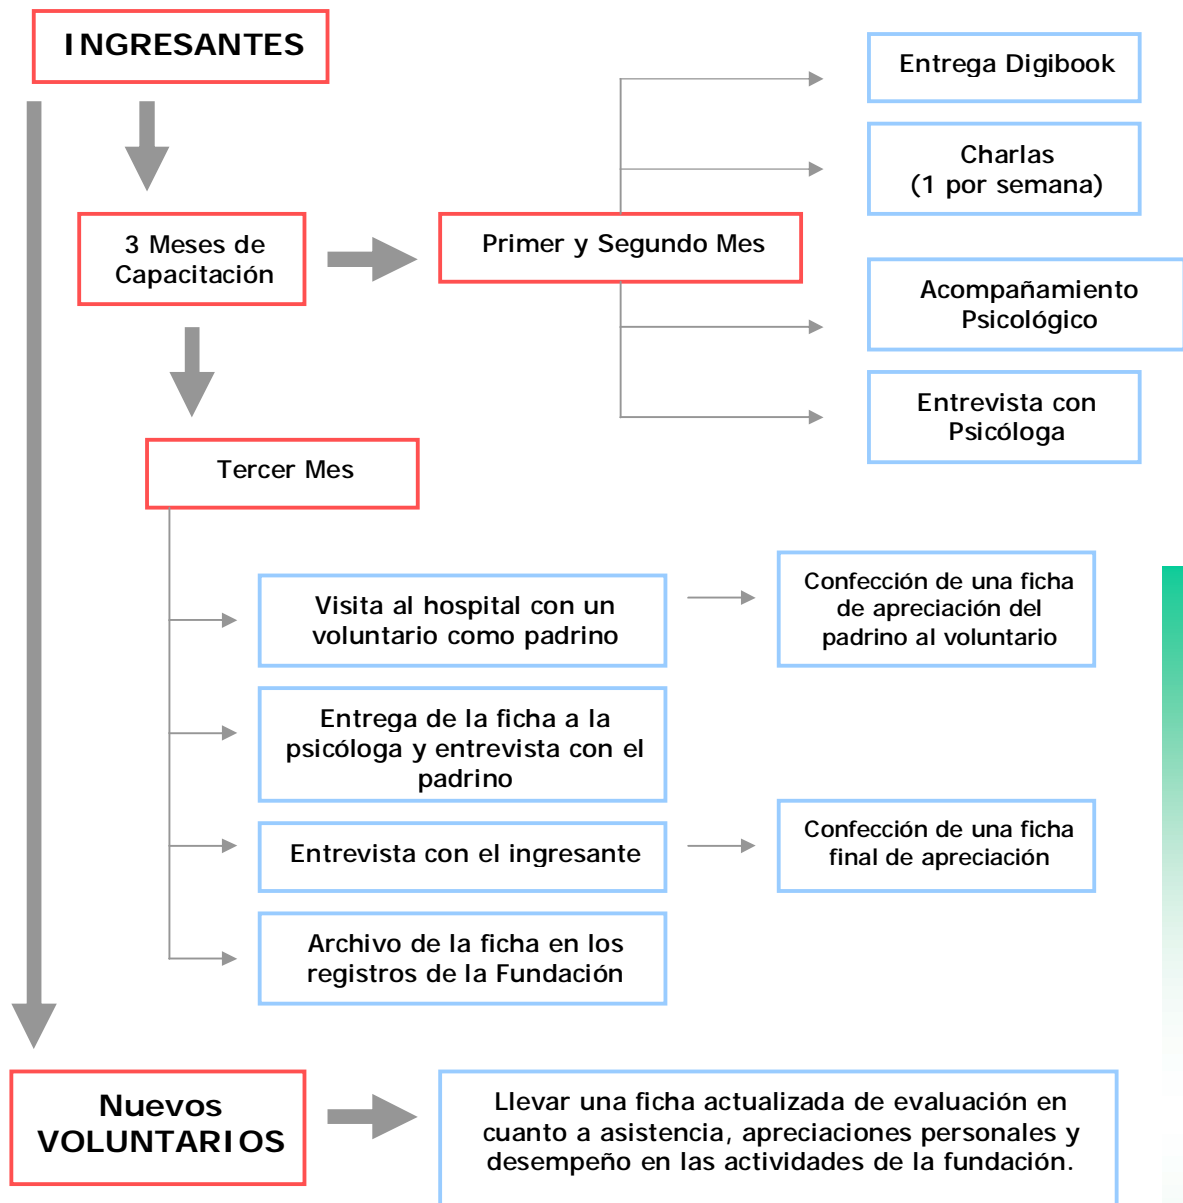 INGRESANTES
Entrega Digibook
Charlas
(1 por semana)
3 Meses de
Capacitación
Primer y Segundo Mes
Acompañamiento
Psicológico
Entrevista con
Psicóloga
Tercer Mes
Visita al hospital con un
voluntario como padrino
Confección de una ficha
de apreciación del
padrino al voluntario
Entrega de la ficha a la
psicóloga y entrevista con el
padrino
Entrevista con el ingresante
Confección de una ficha
final de apreciación
Archivo de la ficha en los
registros de la Fundación
Nuevos
VOLUNTARIOS
Llevar una ficha actualizada de evaluación en
cuanto a asistencia, apreciaciones personales y
desempeño en las actividades de la fundación.